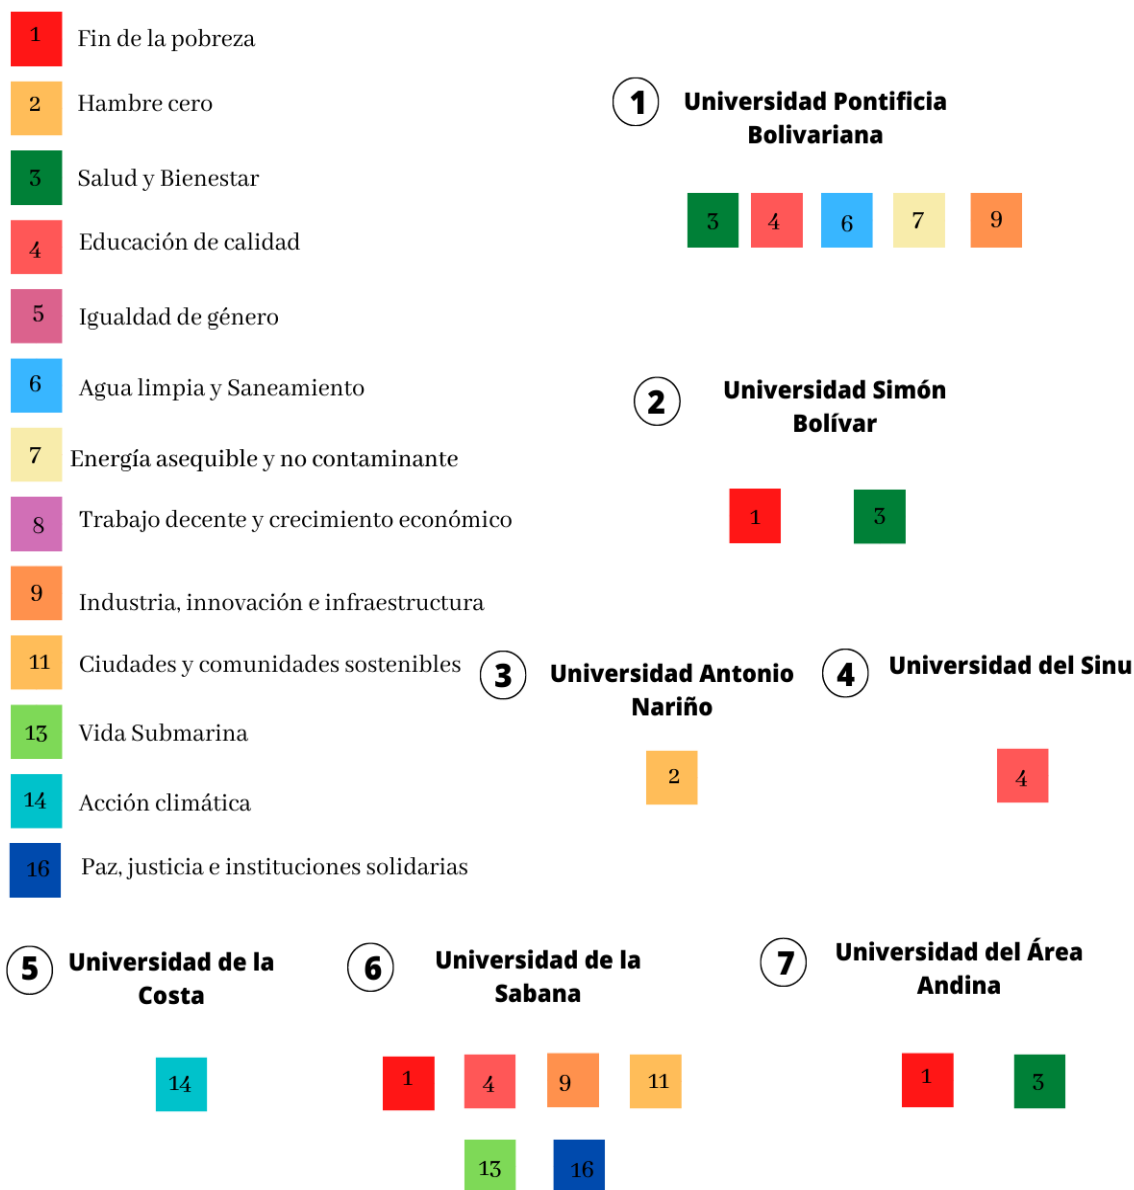 1 Fin de la pobreza
2 Hambre cero
3 Salud y Bienestar
4 Educación de calidad
5 Igualdad de género
6 Agua limpia y Saneamiento
7 Energía asequible y no contaminante
8 Trabajo decente y crecimiento económico
9 Industria, innovación e infraestructura
11 Ciudades y comunidades sostenibles
13 Vida Submarina
14 Acción climática
16 Paz, justicia e instituciones solidarias
1 Universidad Pontificia
Bolivariana
3 4 6 7 9
2 Universidad Simón
Bolívar
1 3
3 Universidad Antonio
Nariño
2
4 Universidad del Sinu
4
5 Universidad de la
Costa
14
6 Universidad de la
Sabana
1 4 9 11
13 16
7 Universidad del Área
Andina
1 3